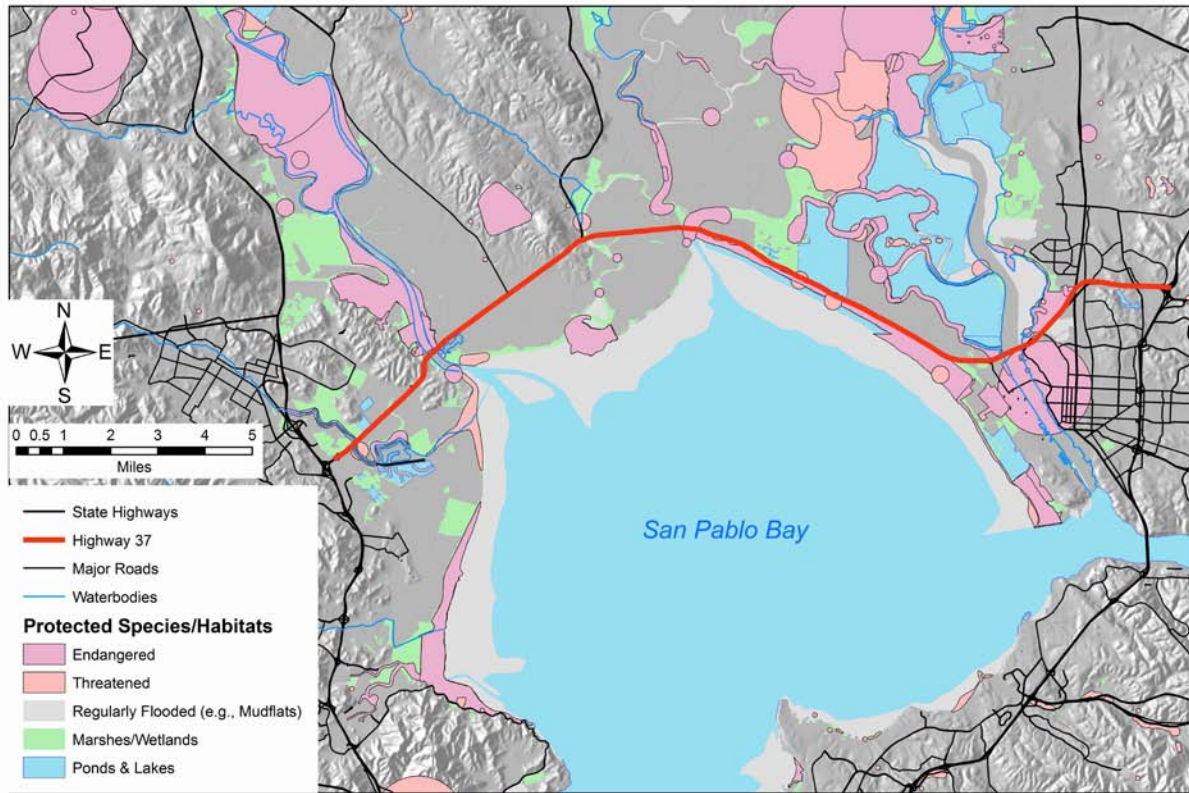 San Pablo Bay
N
W E
S
0 0.5 1 2 3 4 5
Miles
State Highways
Highway 37
Major Roads
Waterbodies
Protected Species/Habitats
Endangered
Threatened
Regularly Flooded (e.g., Mudflats)
Marshes/Wetlands
Ponds & Lakes